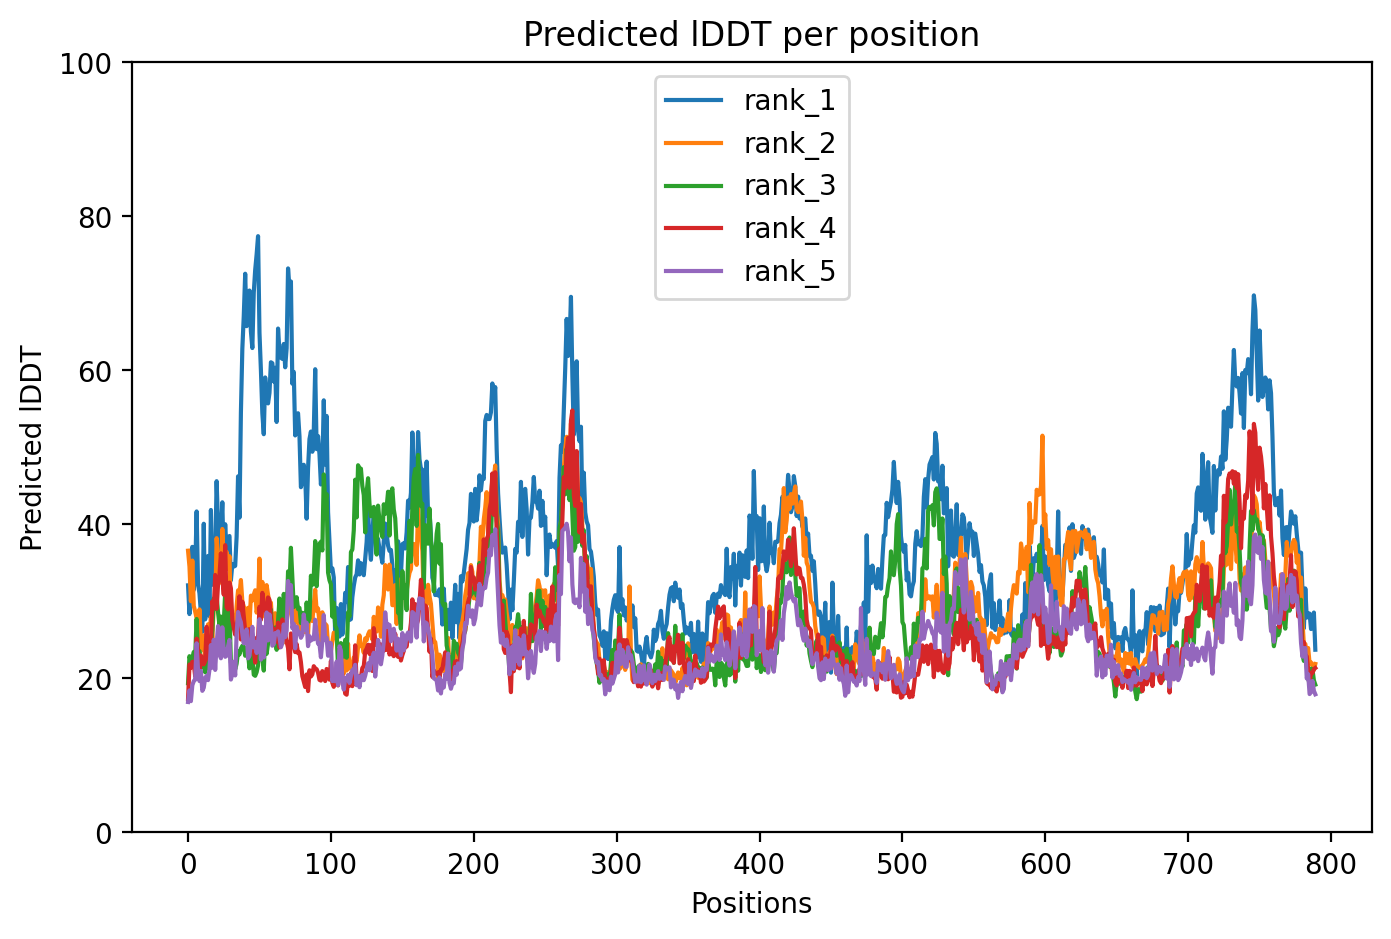 Predicted lDDT per position
100
80
60
40
20
0
Predicted lDDT
rank_1
rank_2
rank_3
rank_4
rank_5
0 100 200 300 400 500 600 700 800
Positions